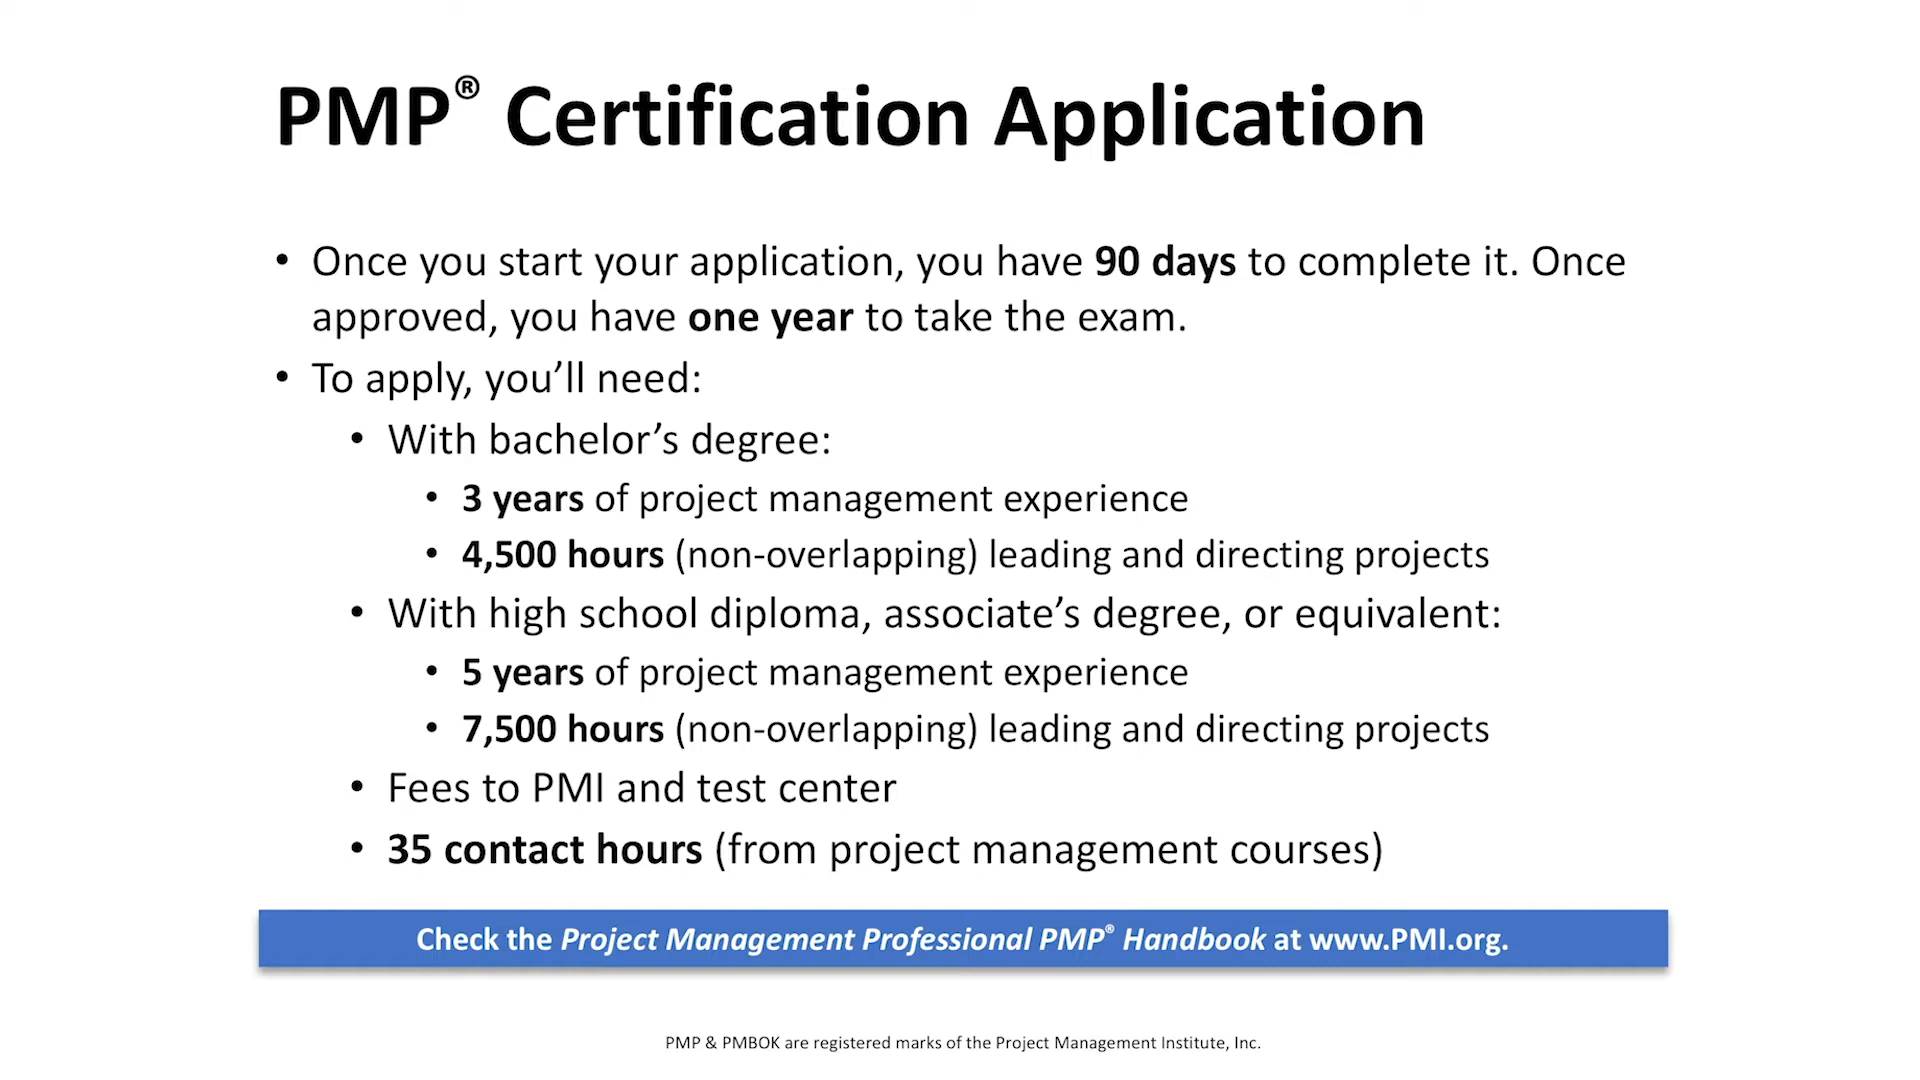 PMP® Certification Application
• Once you start your application, you have 90 days to complete it. Once
approved, you have one year to take the exam.
• To apply, you’ll need:
• With bachelor’s degree:
• 3 years of project management experience
• 4,500 hours (non-overlapping) leading and directing projects
• With high school diploma, associate’s degree, or equivalent:
• 5 years of project management experience
• 7,500 hours (non-overlapping) leading and directing projects
• Fees to PMI and test center
• 35 contact hours (from project management courses)
Check the Project Management Professional PMP® Handbook at www.PMI.org.
PMP & PMBOK are registered marks of the Project Management Institute, Inc.